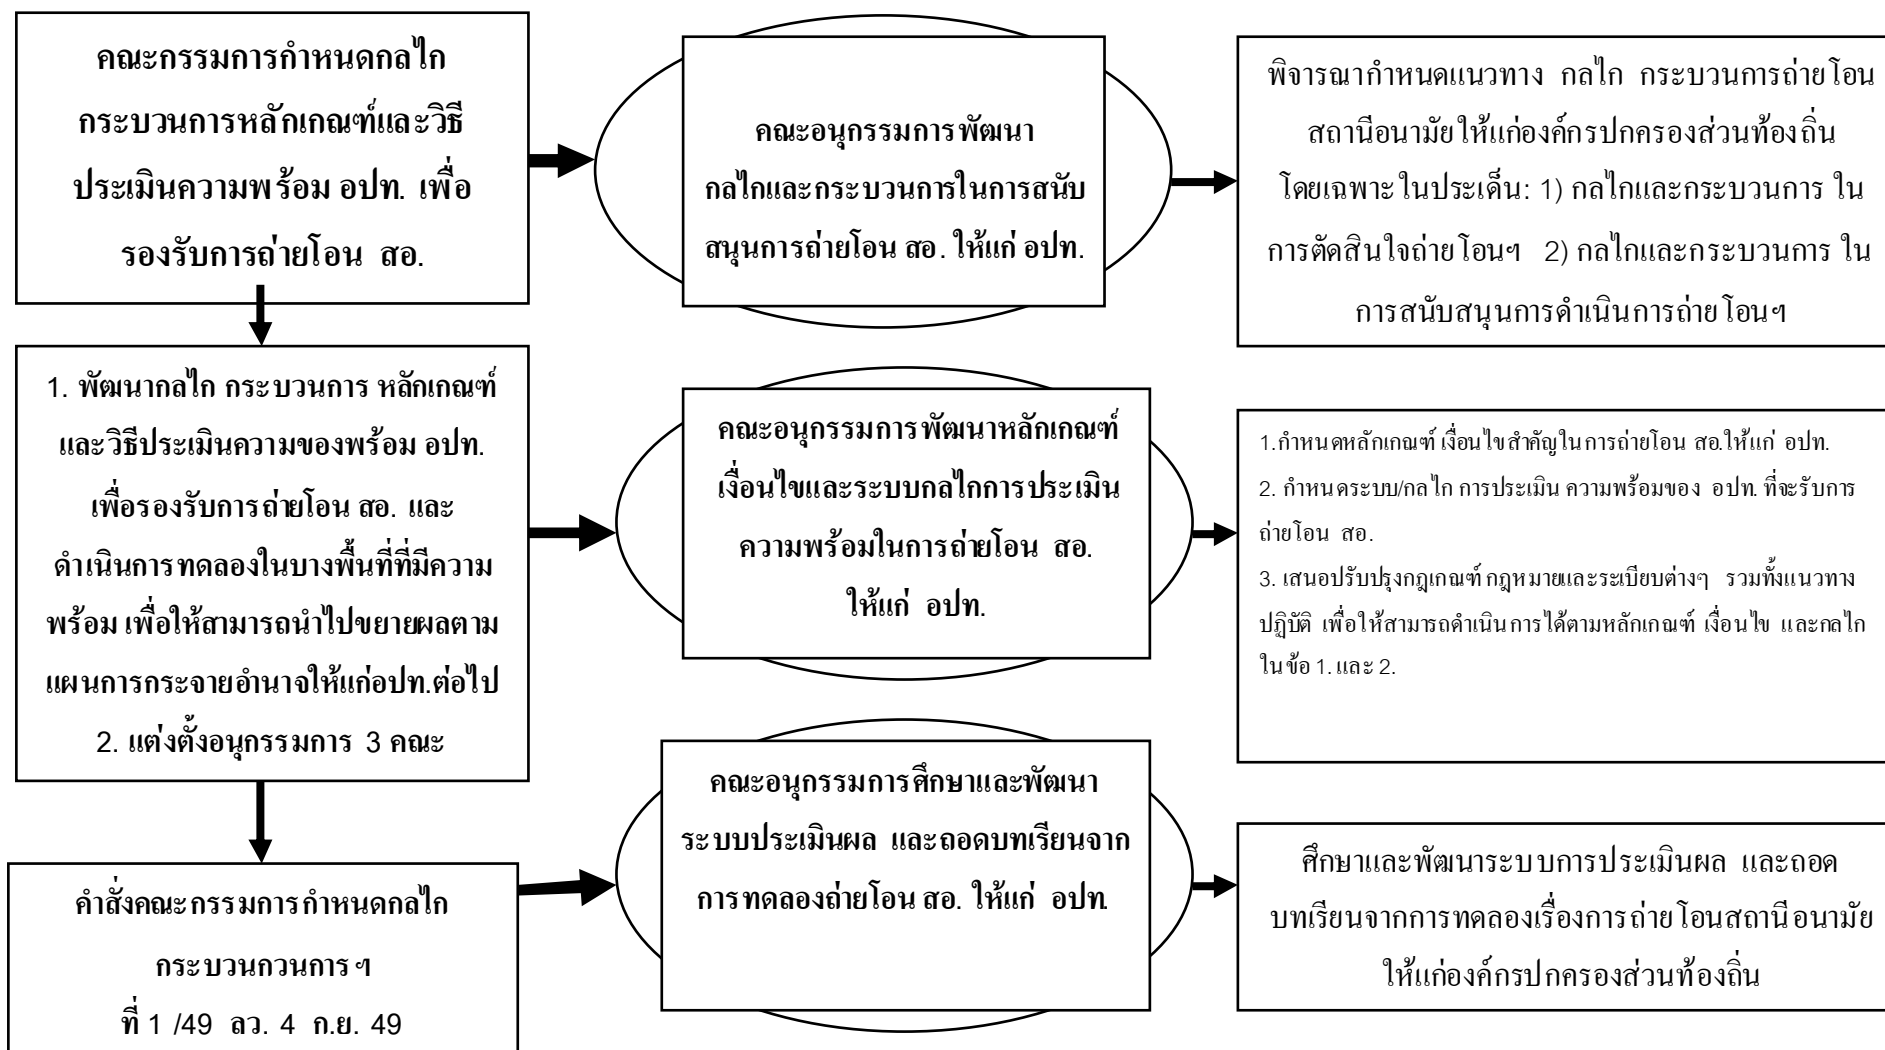 คณะกรรมการกำหนดกลไก
กระบวนการหลักเกณฑ์และวิธี
ประเมินความพร้อม อปท. เพื่อ
รองรับการถ่ายโอน สอ.
คณะอนุกรรมการพัฒนา
กลไกและกระบวนการในการสนับ
สนุนการถ่ายโอน สอ. ให้แก่ อปท.
พิจารณากำหนดแนวทาง กลไก กระบวนการถ่ายโอน
สถานีอนามัยให้แก่องค์กรปกครองส่วนท้องถิ่น
โดยเฉพาะในประเด็น: 1) กลไกและกระบวนการ ใน
การตัดสินใจถ่ายโอนฯ 2) กลไกและกระบวนการ ใน
การสนับสนุนการดำเนินการถ่ายโอนฯ
1. พัฒนากลไก กระบวนการ หลักเกณฑ์
และวิธีประเมินความของพร้อม อปท.
เพื่อรองรับการถ่ายโอน สอ. และ
ดำเนินการทดลองในบางพื้นที่ที่มีความ
พร้อม เพื่อให้สามารถนำไปขยายผลตาม
แผนการกระจายอำนาจให้แก่อปท.ต่อไป
2. แต่งตั้งอนุกรรมการ 3 คณะ
คณะอนุกรรมการพัฒนาหลักเกณฑ์
เงื่อนไขและระบบกลไกการประเมิน
ความพร้อมในการถ่ายโอน สอ.
ให้แก่ อปท.
1.กำหนดหลักเกณฑ์ เงื่อนไขสำคัญในการถ่ายโอน สอ.ให้แก่ อปท.
2. กำหนดระบบ/กลไก การประเมิน ความพร้อมของ อปท. ที่จะรับการ
ถ่ายโอน สอ.
3. เสนอปรับปรุงกฎเกณฑ์ กฎหมายและระเบียบต่างๆ รวมทั้งแนวทาง
ปฏิบัติ เพื่อให้สามารถดำเนินการได้ตามหลักเกณฑ์ เงื่อนไข และกลไก
ในข้อ 1. และ 2.
คำสั่งคณะกรรมการกำหนดกลไก
กระบวนกวนการฯ
ที่ 1 /49 ลว. 4 ก.ย. 49
คณะอนุกรรมการศึกษาและพัฒนา
ระบบประเมินผล และถอดบทเรียนจาก
การทดลองถ่ายโอน สอ. ให้แก่ อปท.
ศึกษาและพัฒนาระบบการประเมินผล และถอด
บทเรียนจากการทดลองเรื่องการถ่ายโอนสถานีอนามัย
ให้แก่องค์กรปกครองส่วนท้องถิ่น